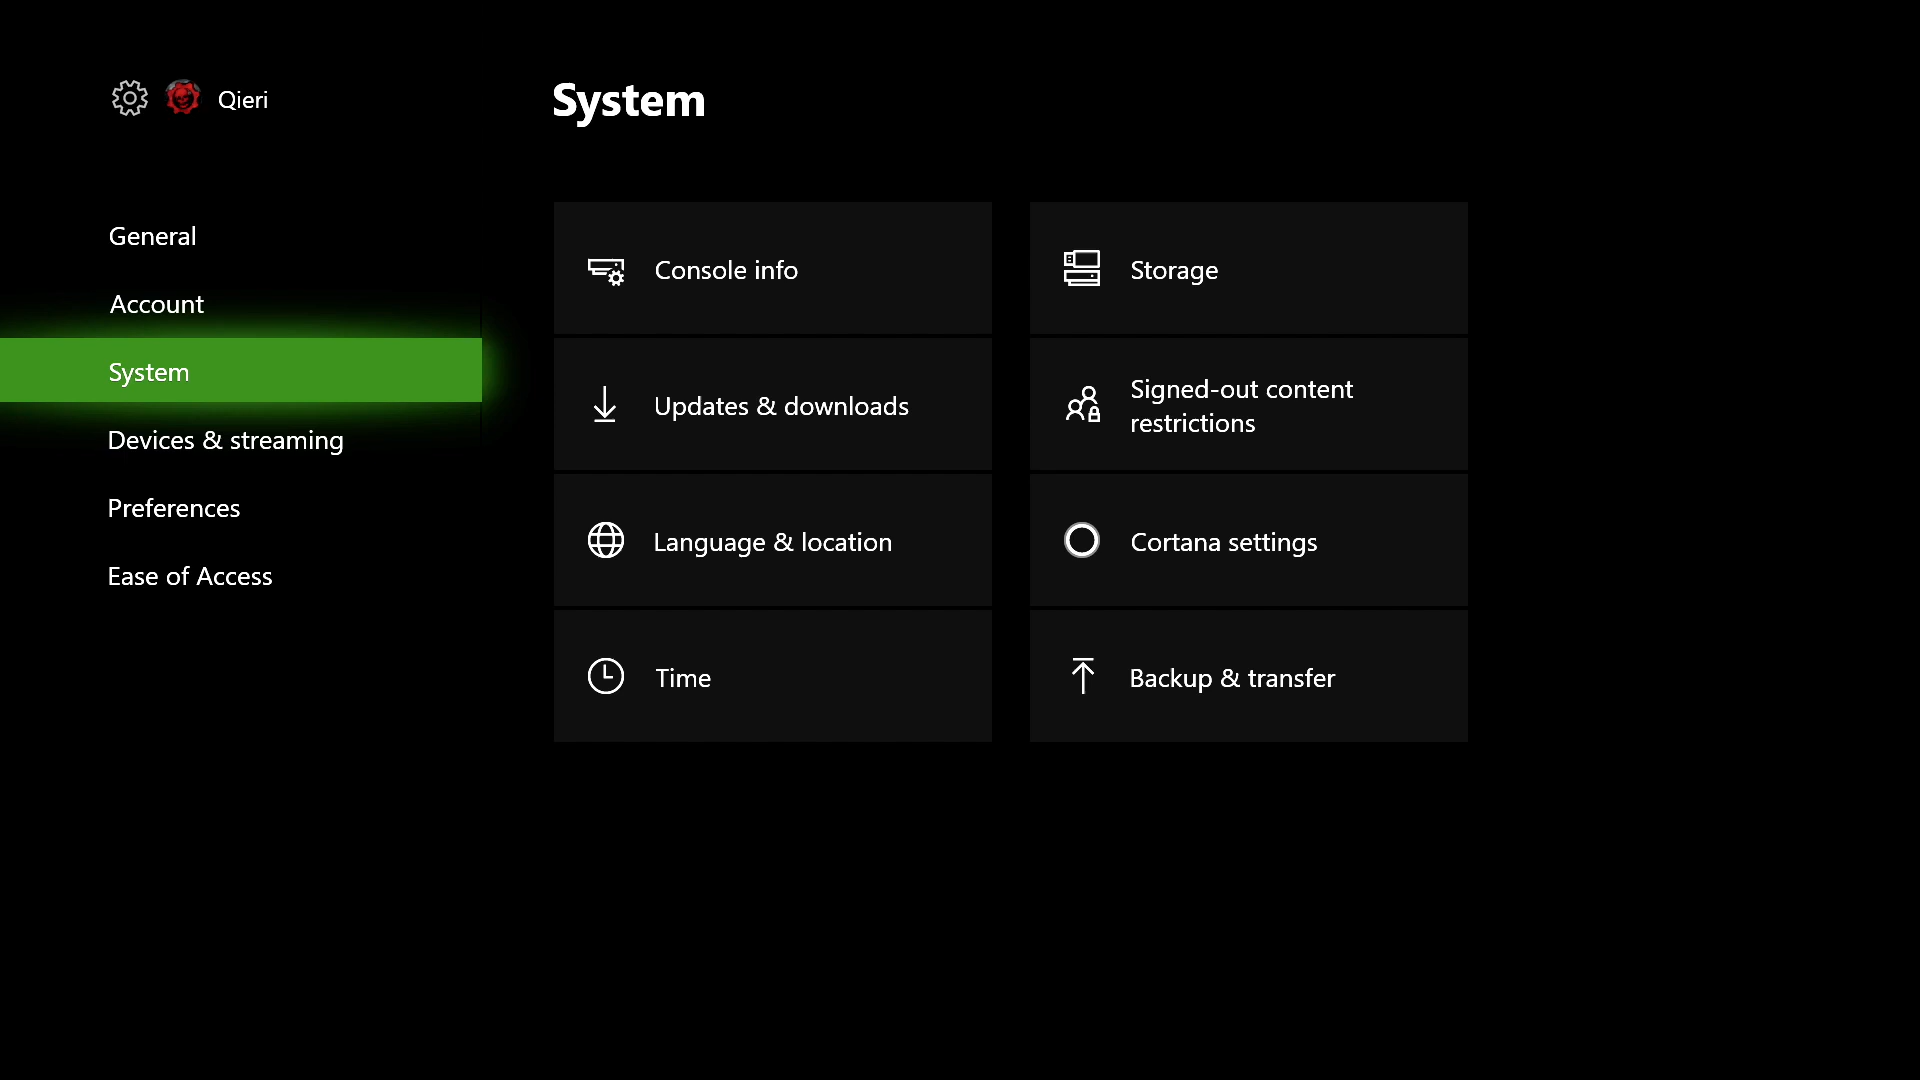 Qieri
System
General
Account
System
Devices & streaming
Preferences
Ease of Access
Console info
Storage
Updates & downloads
Signed-out content
restrictions
Language & location
Cortana settings
Time
Backup & transfer